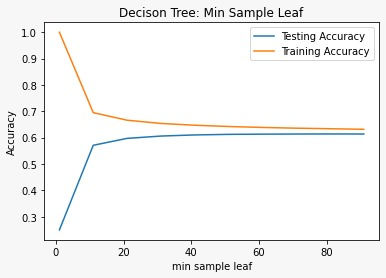 Decison Tree: Min Sample Leaf
Testing Accuracy
Training Accuracy
Accuracy
1.0
0.9
0.8
0.7
0.6
0.5
0.4
0.3
0
20
40
60
80
min sample leaf